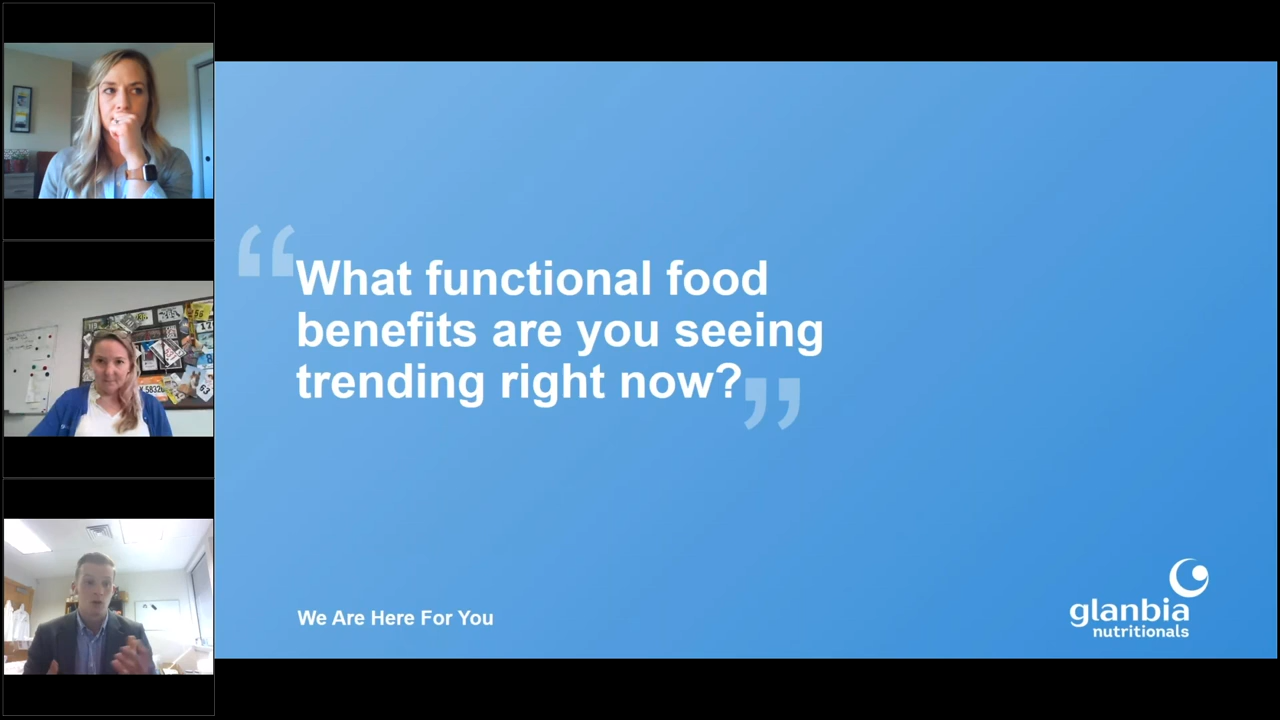 “What functional food
benefits are you seeing
trending right now?”
We Are Here For You
glanbia
nutritionals